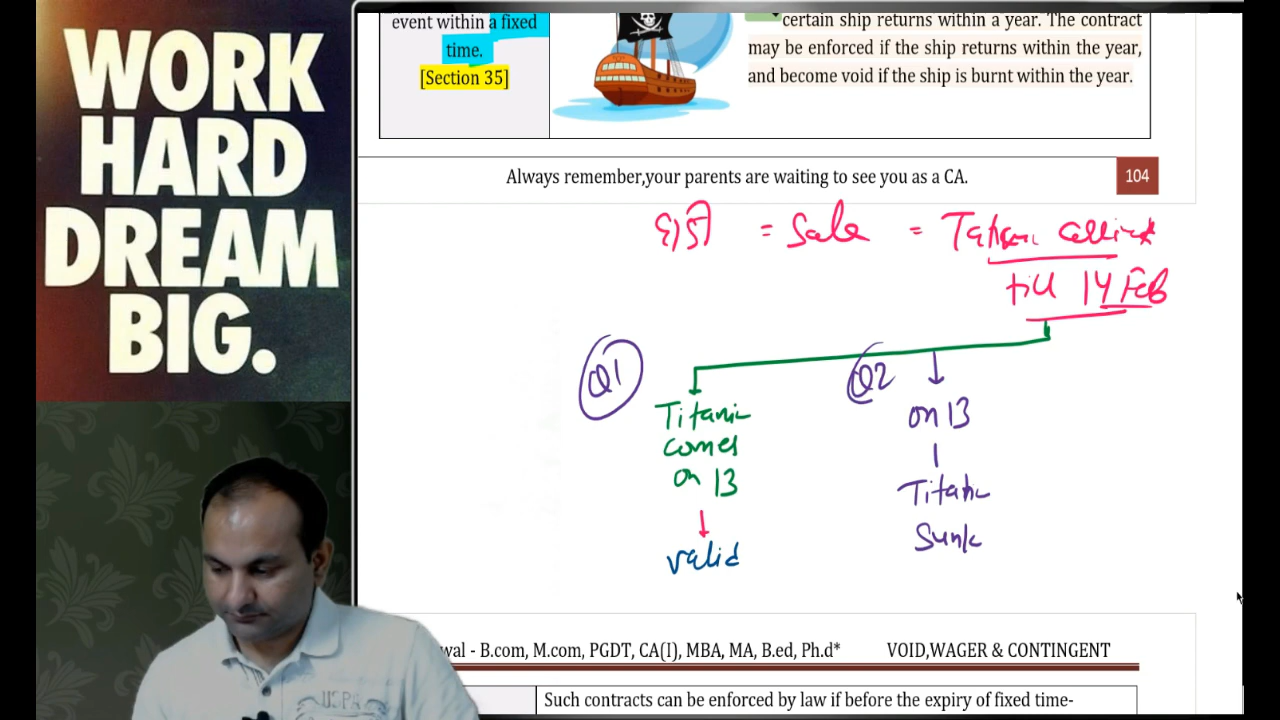 WORK
HARD
DREAM
BIG.
event within a fixed
time.
[Section 35]
certain ship returns within a year. The contract
may be enforced if the ship returns within the year,
and become void if the ship is burnt within the year.
Always remember,your parents are waiting to see you as a CA.
104
= Sale =
till 14 Feb
Q1
Titanic
comes
on 13
valid
Q2
on 13
Titanic
Sunk
wal - B.com, M.com, PGDT, CA(I), MBA, MA, B.ed, Ph.d*
VOID,WAGER & CONTINGENT
Such contracts can be enforced by law if before the expiry of fixed time-
USPA